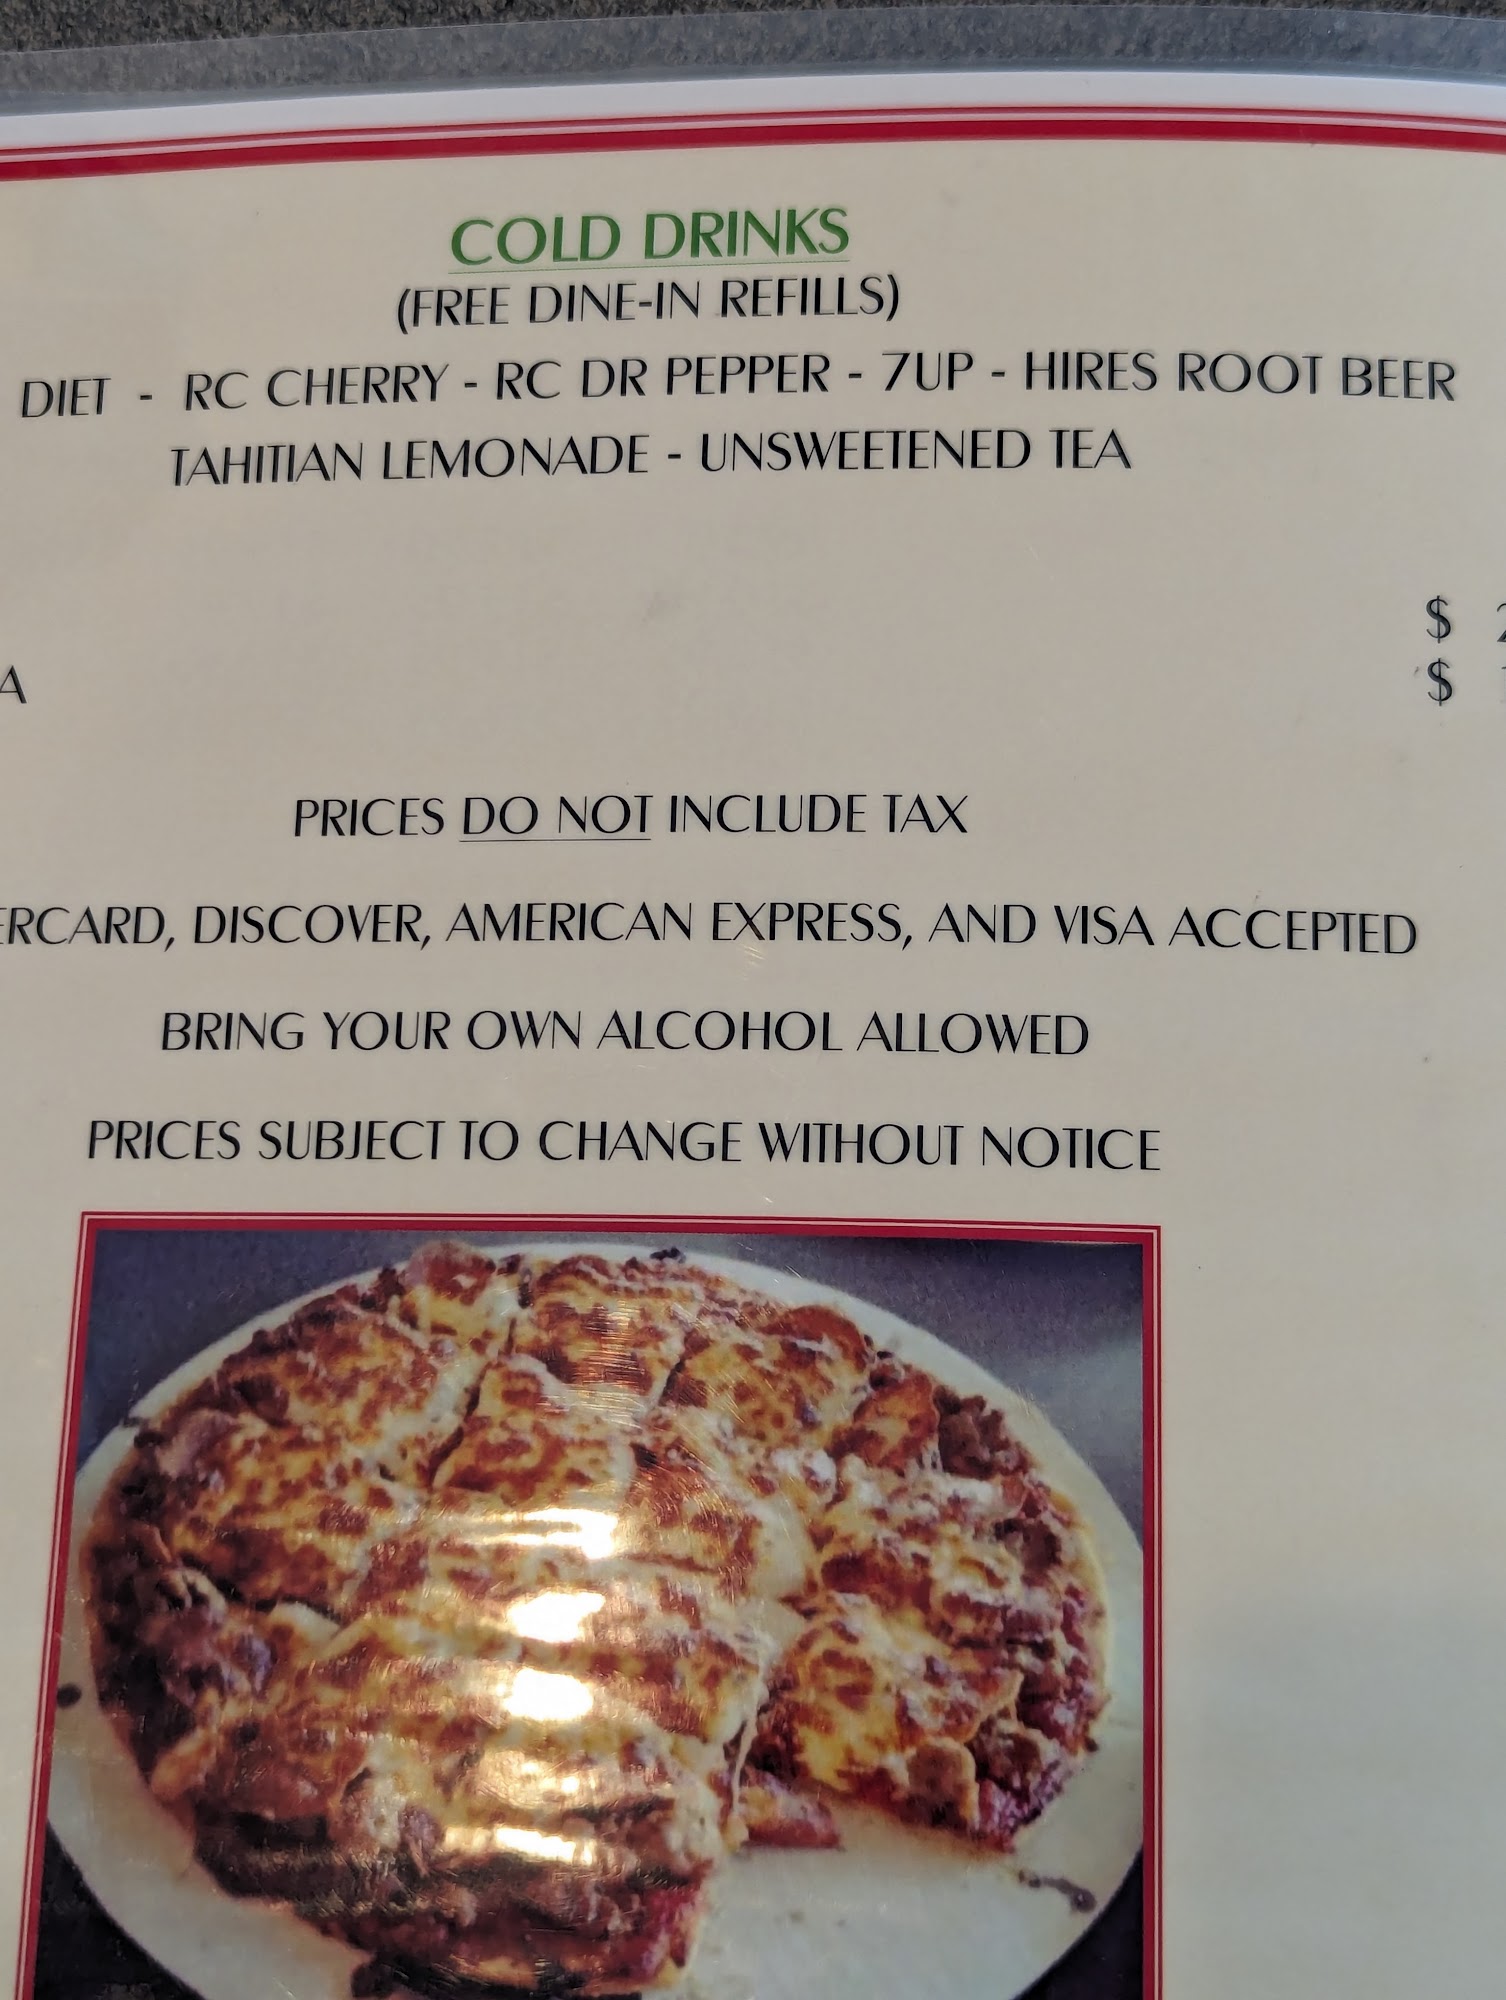 COLD DRINKS
(FREE DINE-IN REFILLS)
DIET - RC CHERRY - RC DR PEPPER - 7UP - HIRES ROOT BEER
TAHITIAN LEMONADE - UNSWEETENED TEA
$ 2
A $
PRICES DO NOT INCLUDE TAX
ERCARD, DISCOVER, AMERICAN EXPRESS, AND VISA ACCEPTED
BRING YOUR OWN ALCOHOL ALLOWED
PRICES SUBJECT TO CHANGE WITHOUT NOTICE